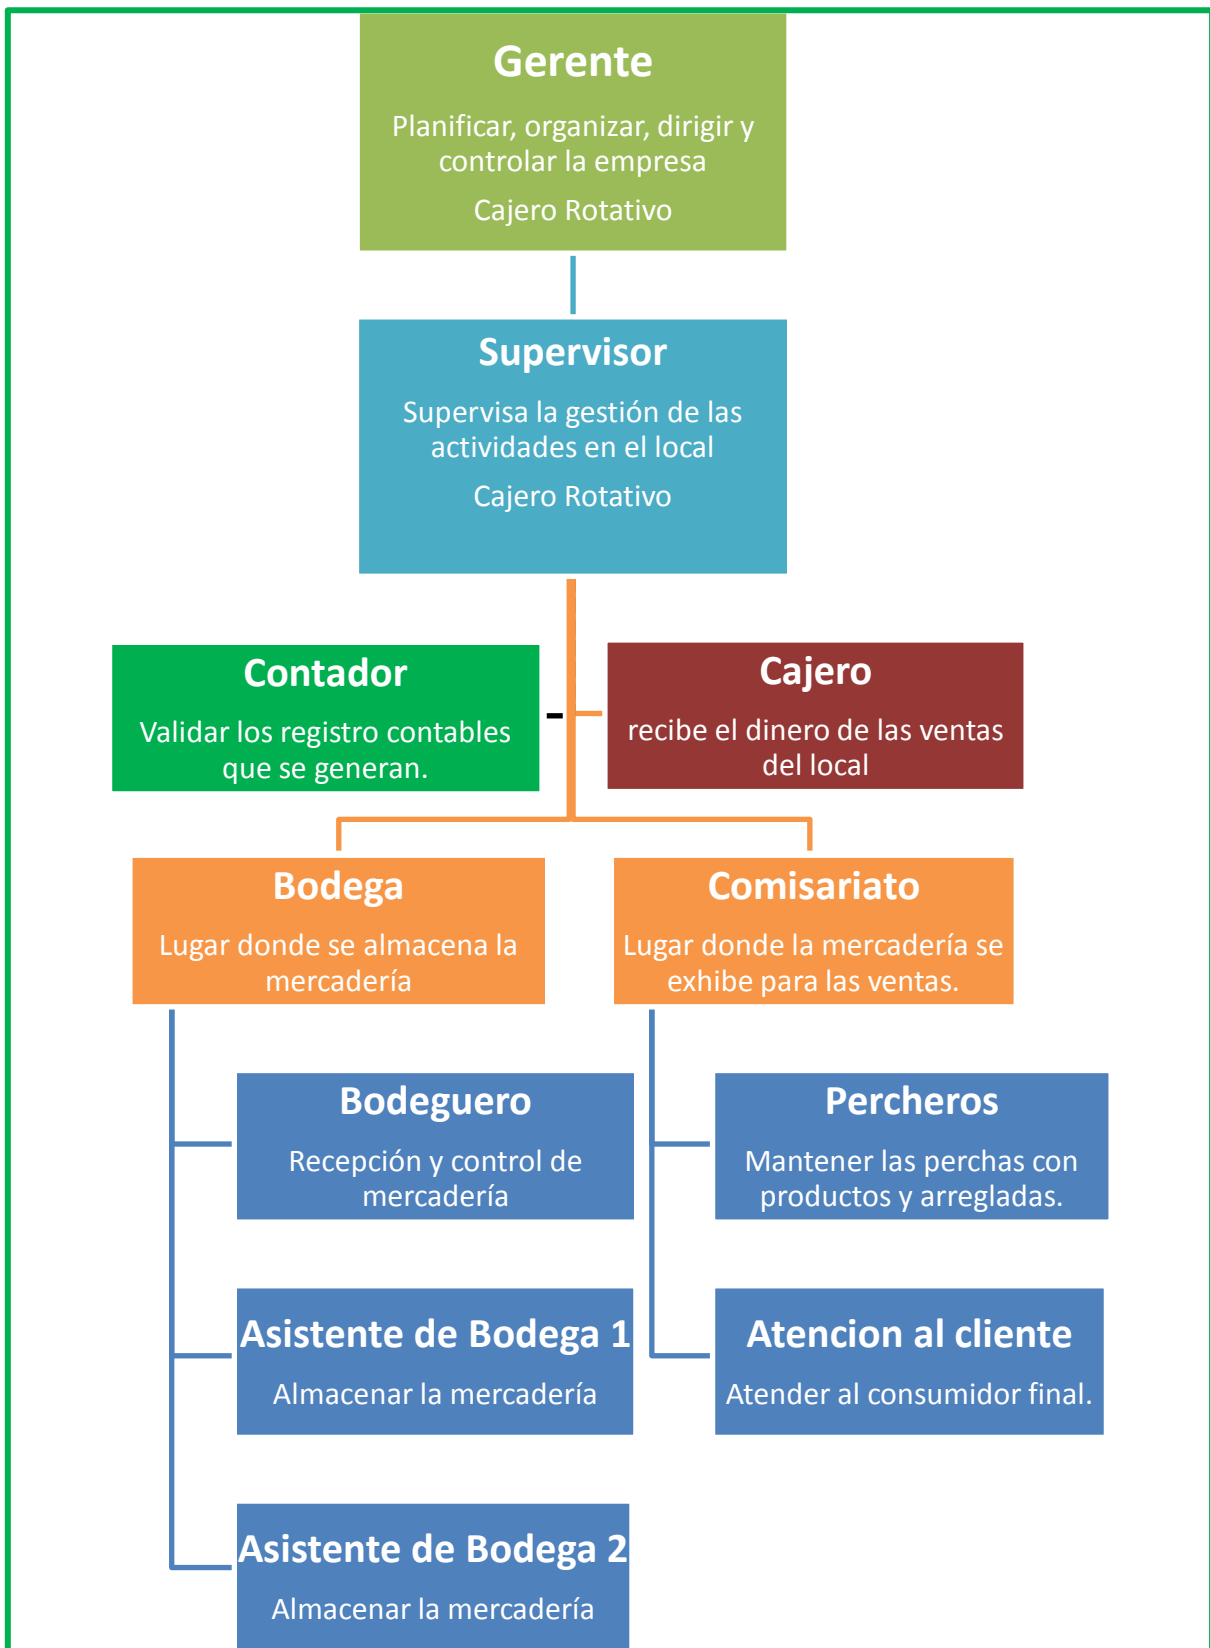 Gerente
Planificar, organizar, dirigir y
controlar la empresa
Cajero Rotativo
Supervisor
Supervisa la gestión de las
actividades en el local
Cajero Rotativo
Contador
Validar los registro contables
que se generan.
-
Cajero
recibe el dinero de las ventas
del local
Bodega
Lugar donde se almacena la
mercadería
Comisariato
Lugar donde la mercadería se
exhibe para las ventas.
Bodeguero
Recepción y control de
mercadería
Asistente de Bodega 1
Almacenar la mercadería
Asistente de Bodega 2
Almacenar la mercadería
Percheros
Mantener las perchas con
productos y arregladas.
Atencion al cliente
Atender al consumidor final.